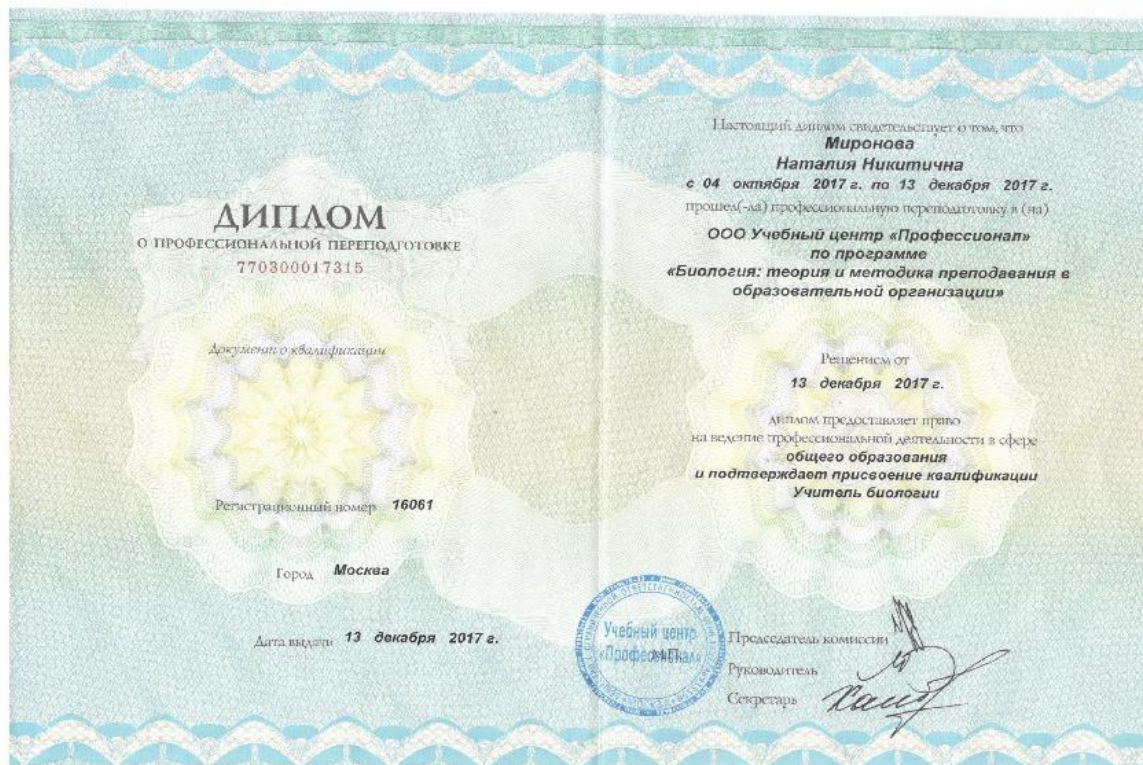 ДИПЛОМ
О ПРОФЕССИОНАЛЬНОЙ ПЕРЕПОДГОТОВКЕ
770300017315
Документ о квалификации
Регистрационный номер 16061
Город Москва
Дата выдачи 13 декабря 2017 г.
Настоящий диплом свидетельствует о том, что
Миронова
Наталия Никитична
с 04 октября 2017 г. по 13 декабря 2017 г.
прошел(-ла) профессиональную переподготовку в (на)
ООО Учебный центр «Профессионал»
по программе
«Биология: теория и методика преподавания в
образовательной организации»
Решением от
13 декабря 2017 г.
диплом предоставляет право
на ведение профессиональной деятельности в сфере
общего образования
и подтверждает присвоение квалификации
Учитель биологии
Учебный центр
«Профессионал»
М.П.
Председатель комиссии
Руководитель
Секретарь